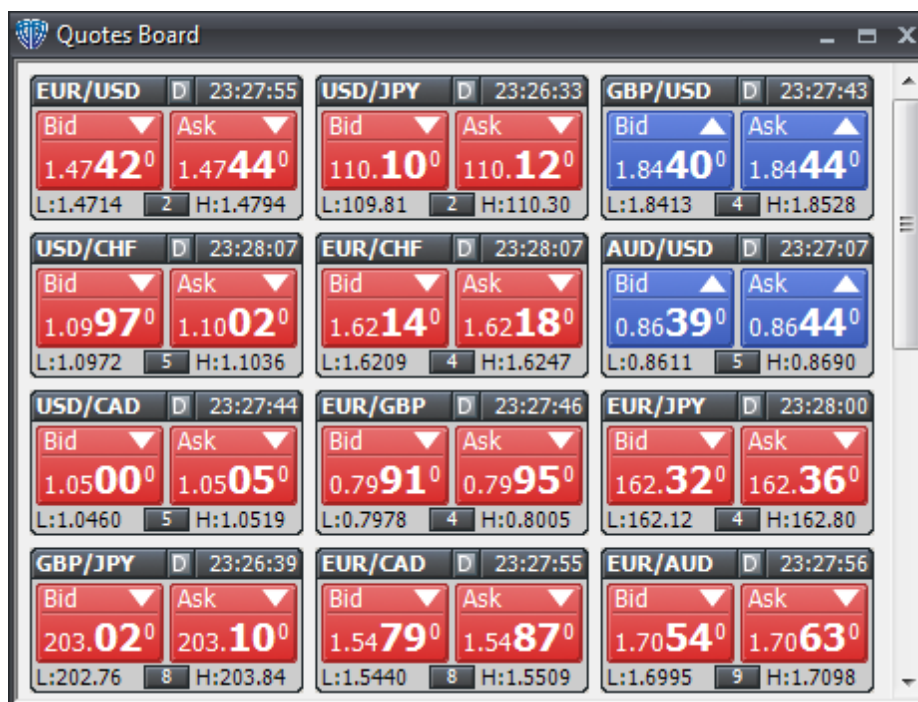 Quotes Board
EUR/USD D 23:27:55
Bid Ask
1.47420 1.47440
L:1.4714 2 H:1.4794
USD/JPY D 23:26:33
Bid Ask
110.100 110.120
L:109.81 2 H:110.30
GBP/USD D 23:27:43
Bid Ask
1.84400 1.84440
L:1.8413 4 H:1.8528
USD/CHF D 23:28:07
Bid Ask
1.09970 1.10020
L:1.0972 5 H:1.1036
EUR/CHF D 23:28:07
Bid Ask
1.62140 1.62180
L:1.6209 4 H:1.6247
AUD/USD D 23:27:07
Bid Ask
0.86390 0.86440
L:0.8611 5 H:0.8690
USD/CAD D 23:27:44
Bid Ask
1.05000 1.05050
L:1.0460 5 H:1.0519
EUR/GBP D 23:27:46
Bid Ask
0.79910 0.79950
L:0.7978 4 H:0.8005
EUR/JPY D 23:28:00
Bid Ask
162.320 162.360
L:162.12 4 H:162.80
GBP/JPY D 23:26:39
Bid Ask
203.020 203.100
L:202.76 8 H:203.84
EUR/CAD D 23:27:55
Bid Ask
1.54790 1.54870
L:1.5440 8 H:1.5509
EUR/AUD D 23:27:56
Bid Ask
1.70540 1.70630
L:1.6995 9 H:1.7098